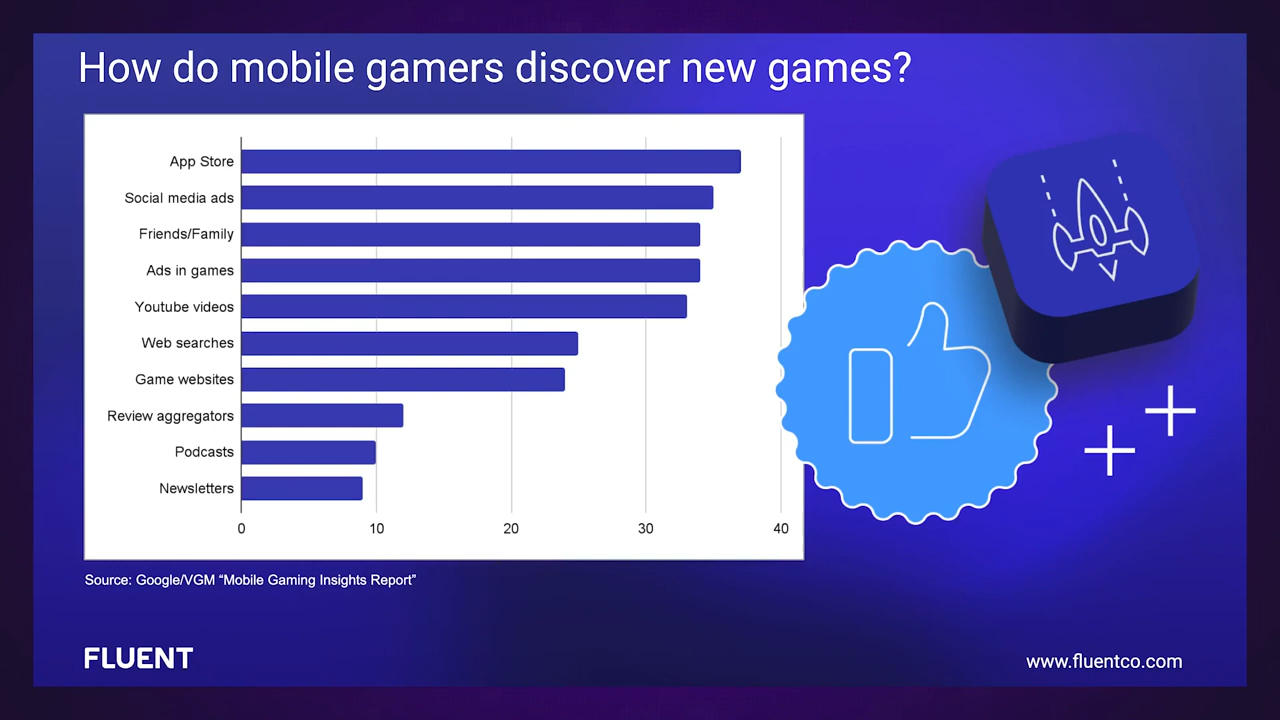 How do mobile gamers discover new games?
App Store
Social media ads
Friends/Family
Ads in games
Youtube videos
Web searches
Game websites
Review aggregators
Podcasts
Newsletters
0 10 20 30 40
Source: Google/VGM “Mobile Gaming Insights Report”
FLUENT
www.fluentco.com